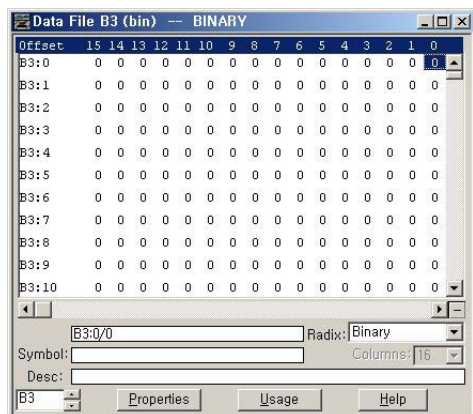 Data File B3 (bin) -- BINARY
Offset 15 14 13 12 11 10 9 8 7 6 5 4 3 2 1 0
B3:0 0 0 0 0 0 0 0 0 0 0 0 0 0 0 0 0
B3:1 0 0 0 0 0 0 0 0 0 0 0 0 0 0 0 0
B3:2 0 0 0 0 0 0 0 0 0 0 0 0 0 0 0 0
B3:3 0 0 0 0 0 0 0 0 0 0 0 0 0 0 0 0
B3:4 0 0 0 0 0 0 0 0 0 0 0 0 0 0 0 0
B3:5 0 0 0 0 0 0 0 0 0 0 0 0 0 0 0 0
B3:6 0 0 0 0 0 0 0 0 0 0 0 0 0 0 0 0
B3:7 0 0 0 0 0 0 0 0 0 0 0 0 0 0 0 0
B3:8 0 0 0 0 0 0 0 0 0 0 0 0 0 0 0 0
B3:9 0 0 0 0 0 0 0 0 0 0 0 0 0 0 0 0
B3:10 0 0 0 0 0 0 0 0 0 0 0 0 0 0 0 0
B3:0/0 Radix: Binary
Symbol: Columns: 16
Desc:
B3 Properties Usage Help